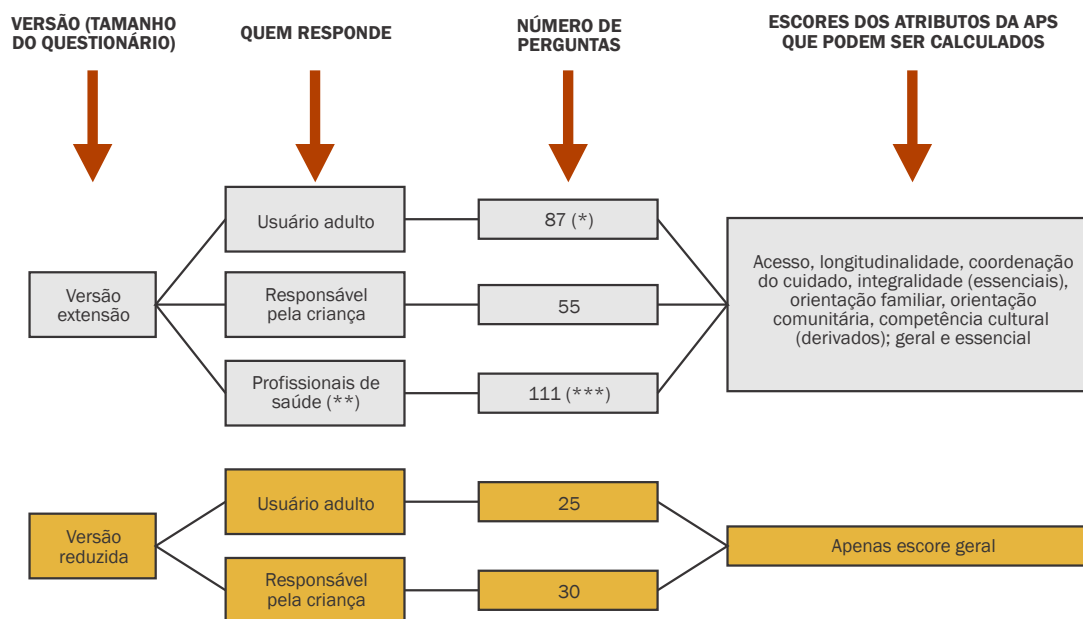 VERSÃO (TAMANHO
DO QUESTIONÁRIO)
QUEM RESPONDE
NÚMERO DE
PERGUNTAS
ESCORES DOS ATRIBUTOS DA APS
QUE PODEM SER CALCULADOS
Versão
extensão
Usuário adulto
87 (*)
Responsável
pela criança
55
Profissionais de
saúde (**)
111 (***)
Acesso, longitudinalidade, coordenação
do cuidado, integralidade (essenciais),
orientação familiar, orientação
comunitária, competência cultural
(derivados); geral e essencial
Versão
reduzida
Usuário adulto
25
Responsável
pela criança
30
Apenas escore geral